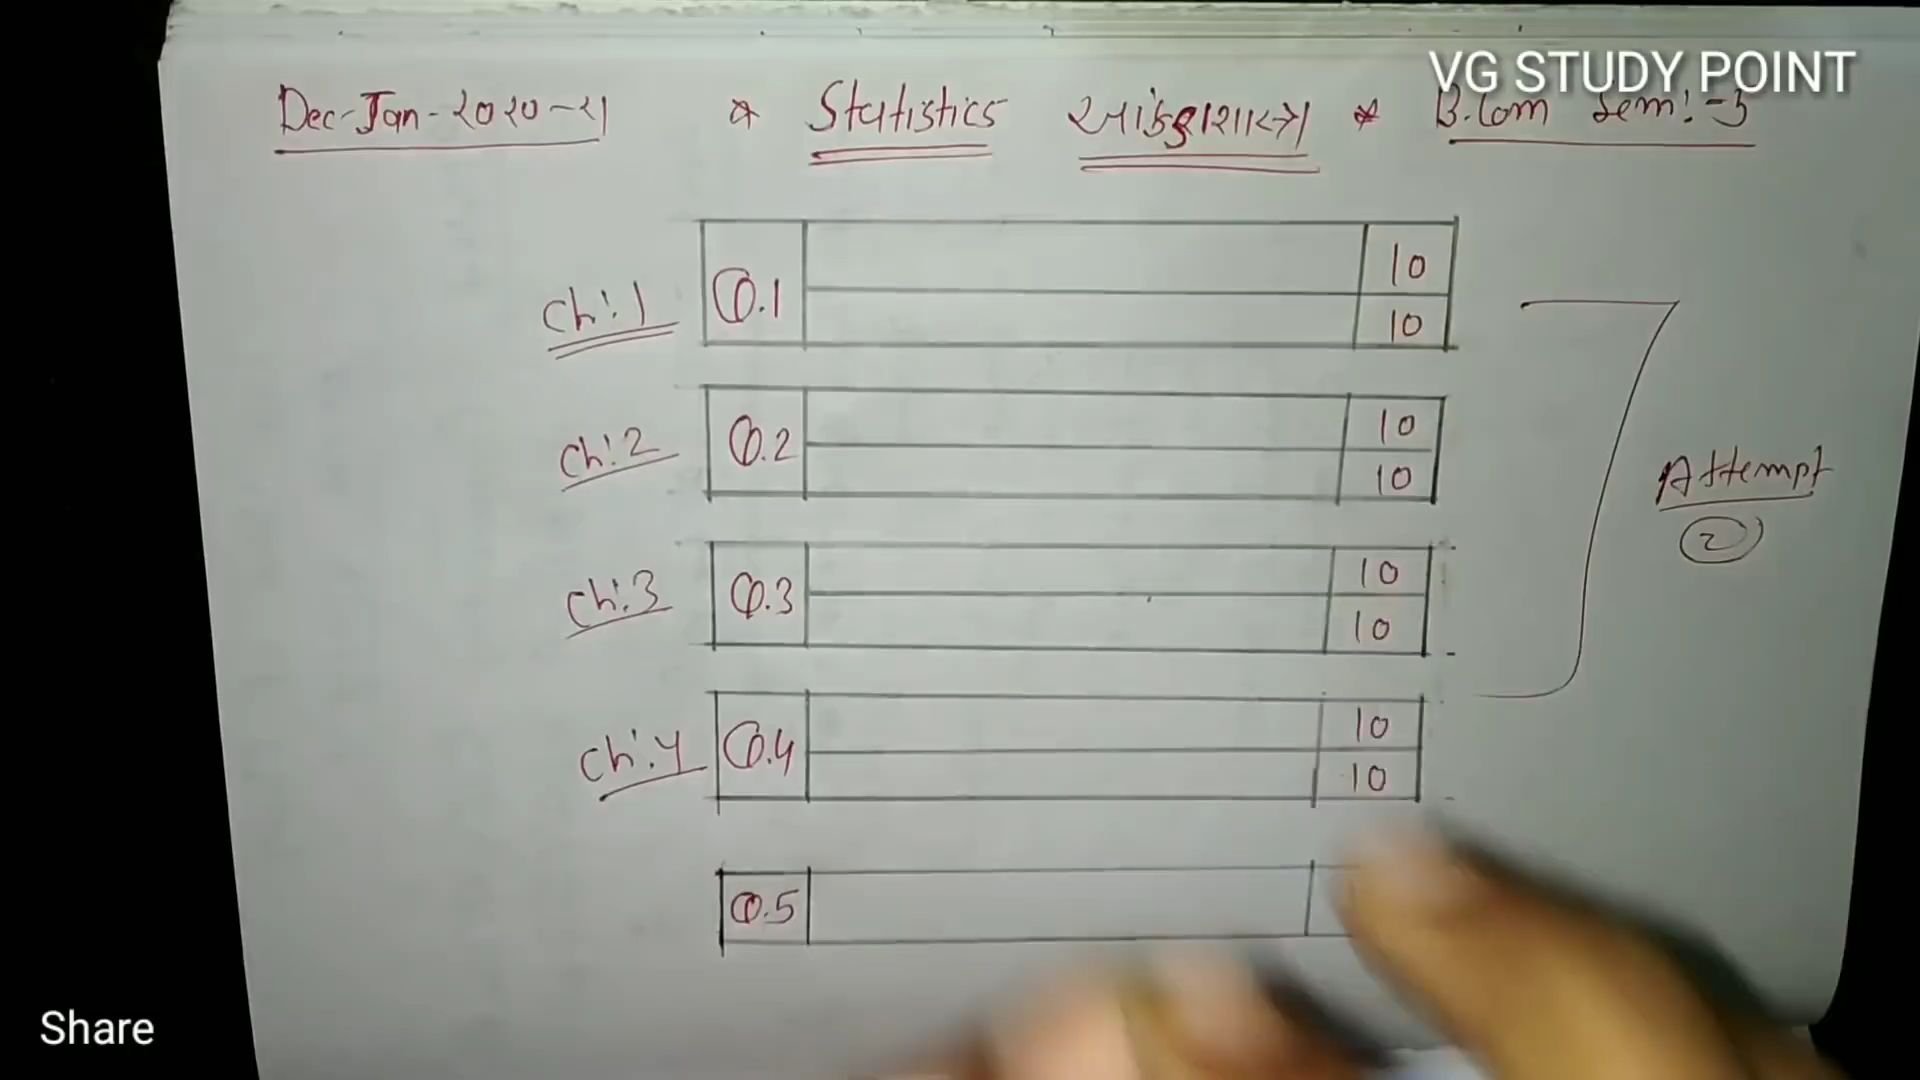 VG STUDY POINT
Dec-Jan-2020-21 * Statistics * B.Com Sem:-3
Ch:1 Q.1 10
10
Ch:2 Q.2 10
10
Attempt
2
Ch:3 Q.3 10
10
Ch:4 Q.4 10
10
Q.5
Share